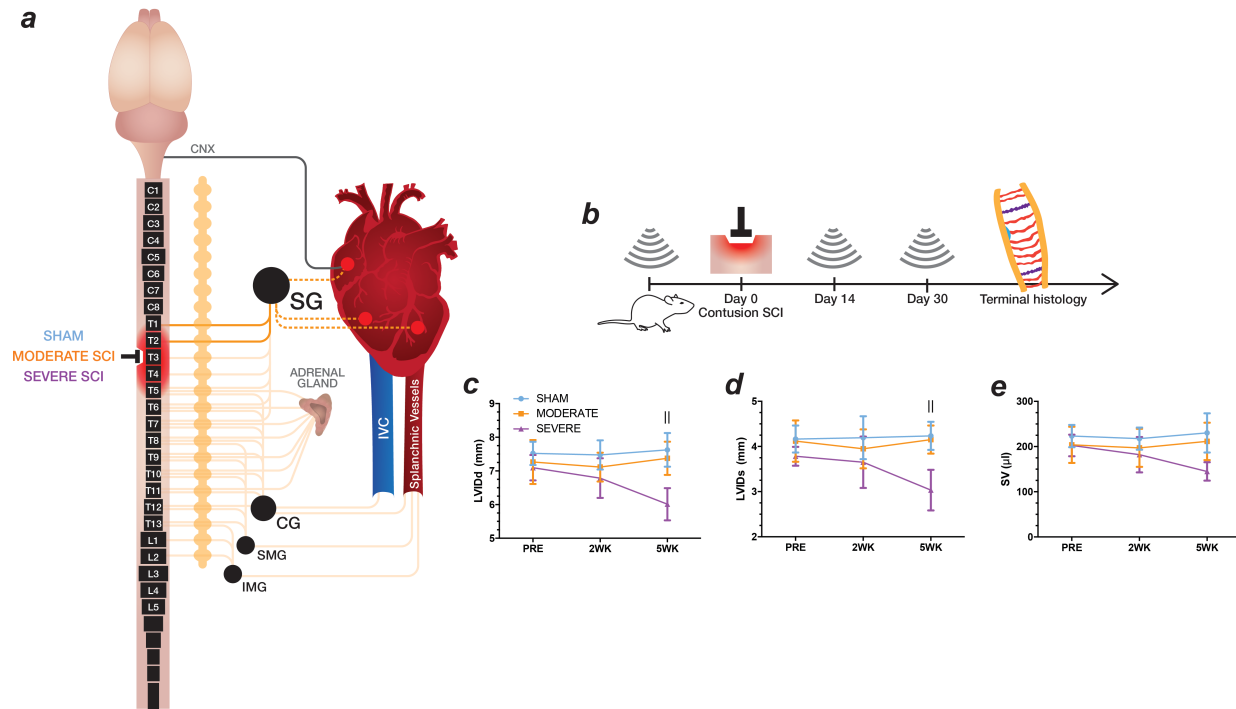 a
CNX
C1
C2
C3
C4
C5
C6
C7
C8
T1
T2
T3
T4
T5
T6
T7
T8
T9
T10
T11
T12
T13
L1
L2
L3
L4
L5
SHAM
MODERATE SCI
SEVERE SCI
SG
ADRENAL
GLAND
IVC
Splanchnic Vessels
CG
SMG
IMG
b
Day 0
Contusion SCI
Day 14
Day 30
Terminal histology
c
SHAM
MODERATE
SEVERE
||
LVIDd (mm)
9
8
7
6
5
PRE
2WK
5WK
d
||
LVIDs (mm)
5
4
3
2
PRE
2WK
5WK
e
SV (µl)
300
200
100
0
PRE
2WK
5WK